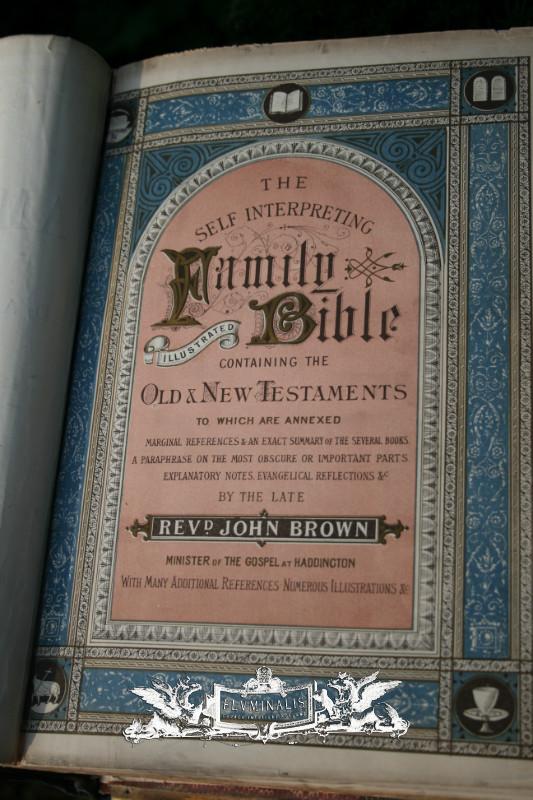 THE
SELF INTERPRETING
Family
Bible
ILLUSTRATED
CONTAINING THE
OLD & NEW TESTAMENTS
TO WHICH ARE ANNEXED
MARGINAL REFERENCES & AN EXACT SUMMARY OF THE SEVERAL BOOKS.
A PARAPHRASE ON THE MOST OBSCURE OR IMPORTANT PARTS.
EXPLANATORY NOTES. EVANGELICAL REFLECTIONS &c
BY THE LATE
REVD JOHN BROWN
MINISTER OF THE GOSPEL AT HADDINGTON
WITH MANY ADDITIONAL REFERENCES NUMEROUS ILLUSTRATIONS &c
FLVMINALIS